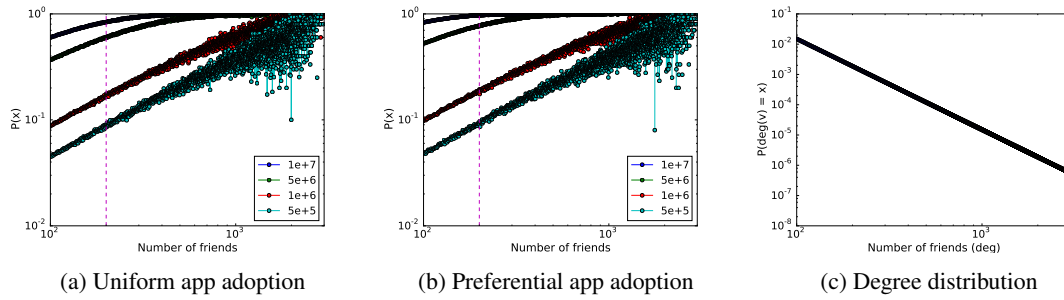 10^0
10^-1
10^-2
P(x)
10^2
10^3
Number of friends
1e+7
5e+6
1e+6
5e+5
(a) Uniform app adoption
10^0
10^-1
10^-2
P(x)
10^2
10^3
Number of friends
1e+7
5e+6
1e+6
5e+5
(b) Preferential app adoption
10^-1
10^-2
10^-3
10^-4
10^-5
10^-6
10^-7
10^-8
P(deg(v) = x)
10^2
10^3
Number of friends (deg)
(c) Degree distribution